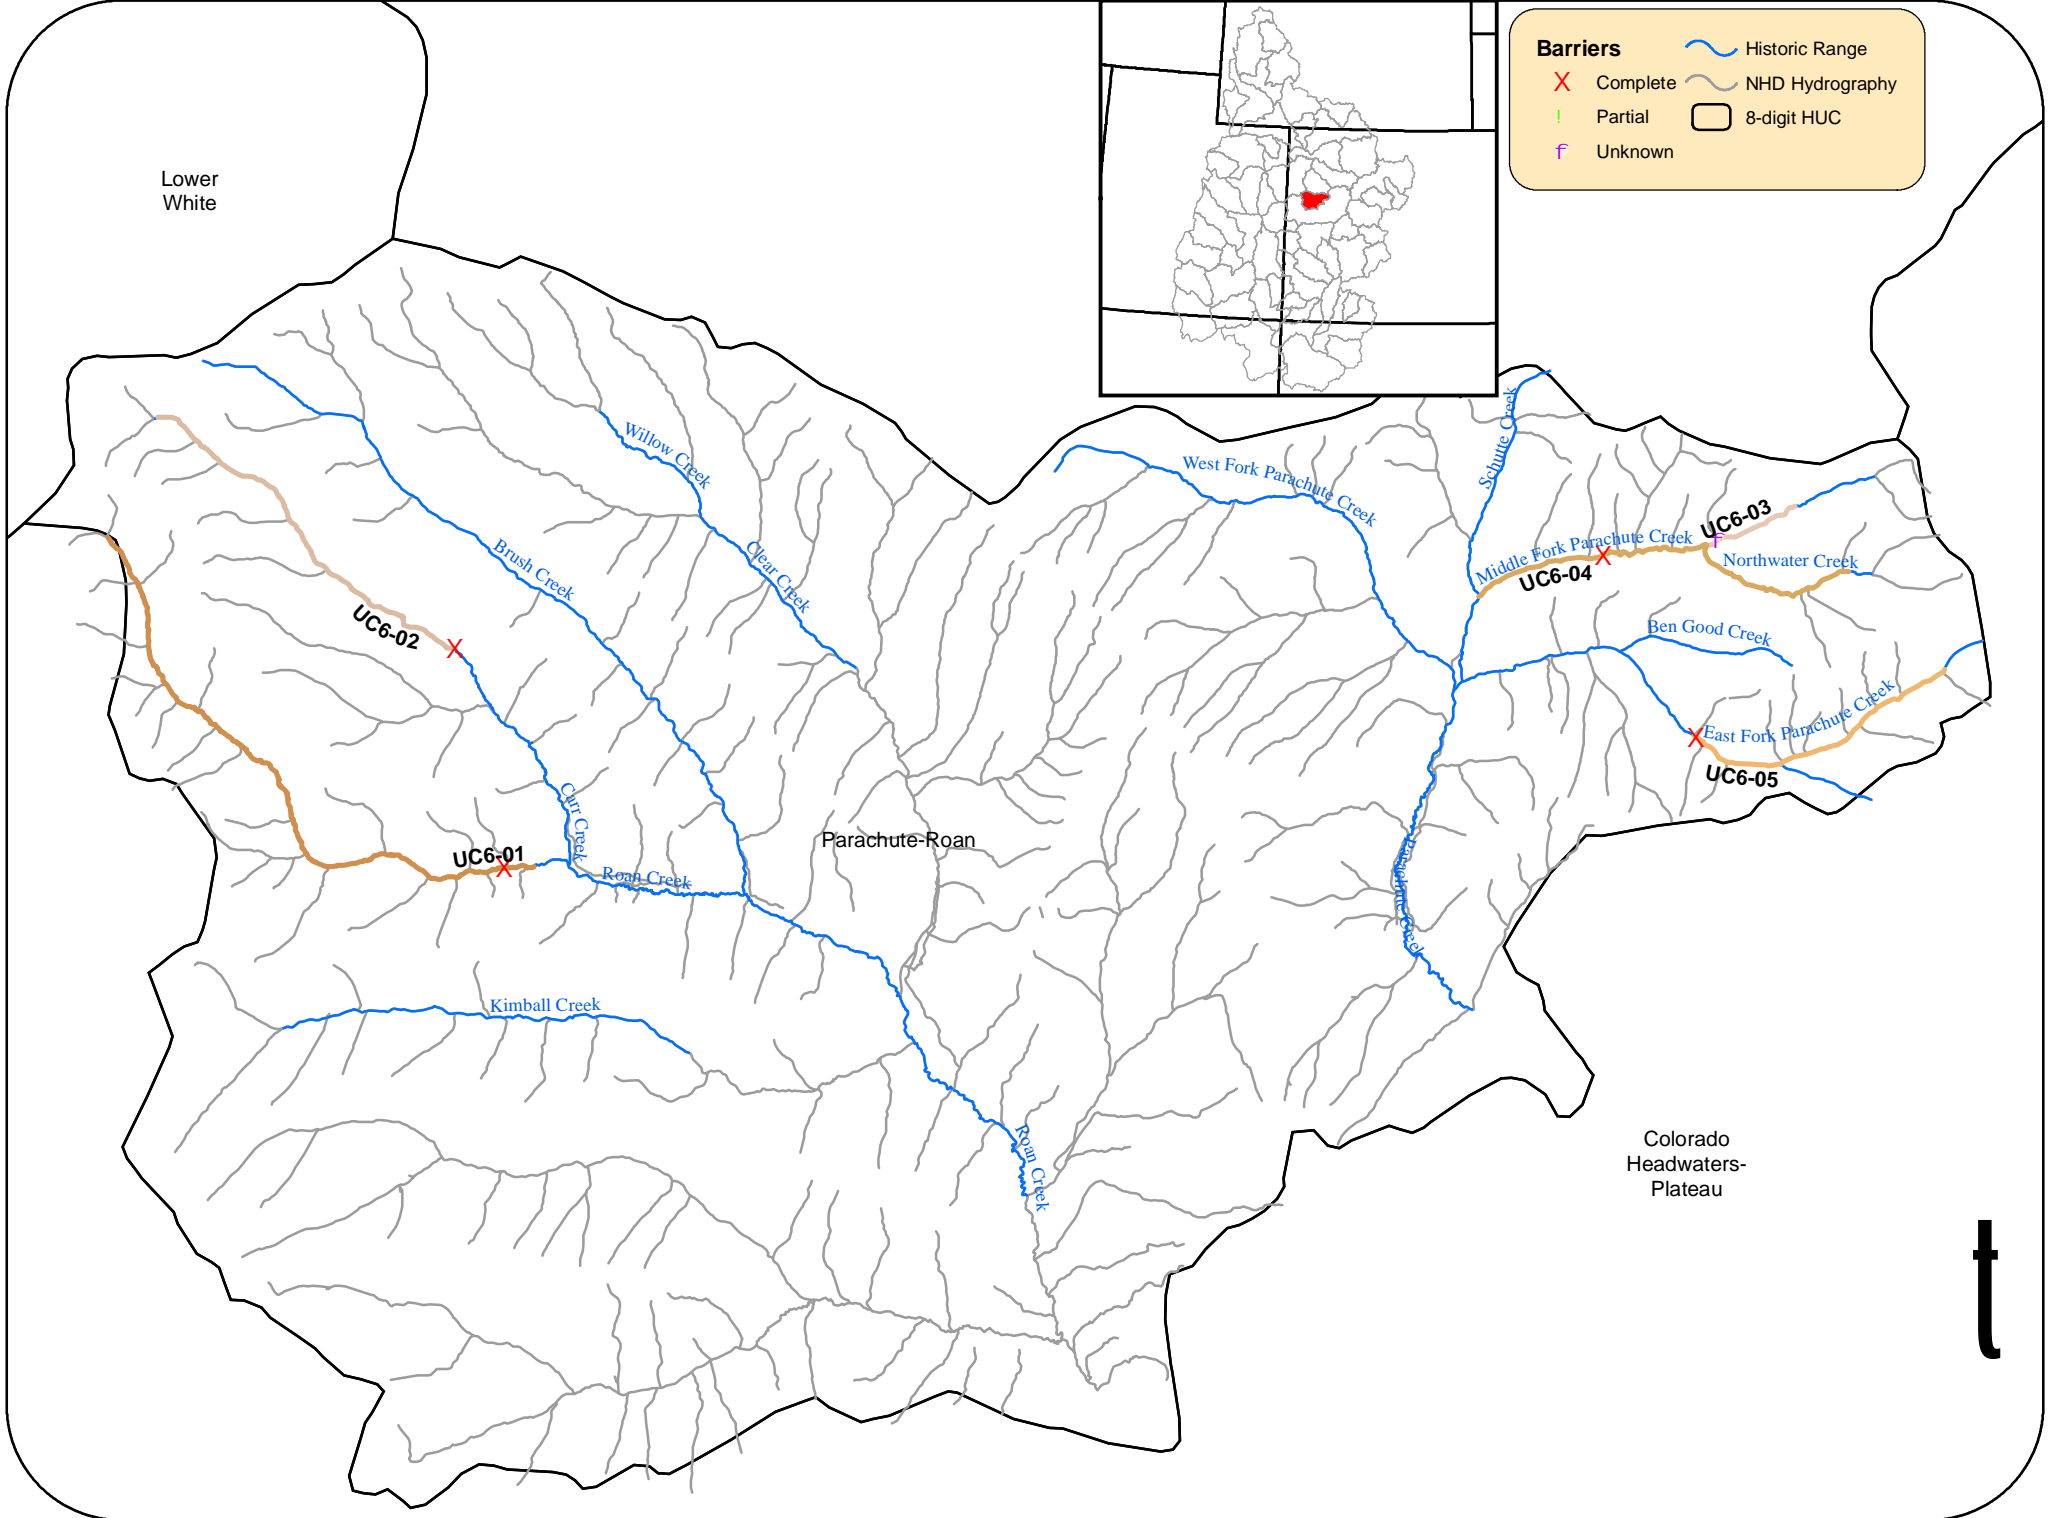 Barriers
X Complete
! Partial
f Unknown
Historic Range
NHD Hydrography
8-digit HUC
Lower
White
Willow Creek
Brush Creek
Clear Creek
West Fork Parachute Creek
Schutte Creek
UC6-03
f
Middle Fork Parachute Creek
X
UC6-04
Northwater Creek
Ben Good Creek
UC6-02
X
X
East Fork Parachute Creek
UC6-05
Carr Creek
Parachute-Roan
Parachute Creek
UC6-01
X
Roan Creek
Kimball Creek
Roan Creek
Colorado
Headwaters-
Plateau
t